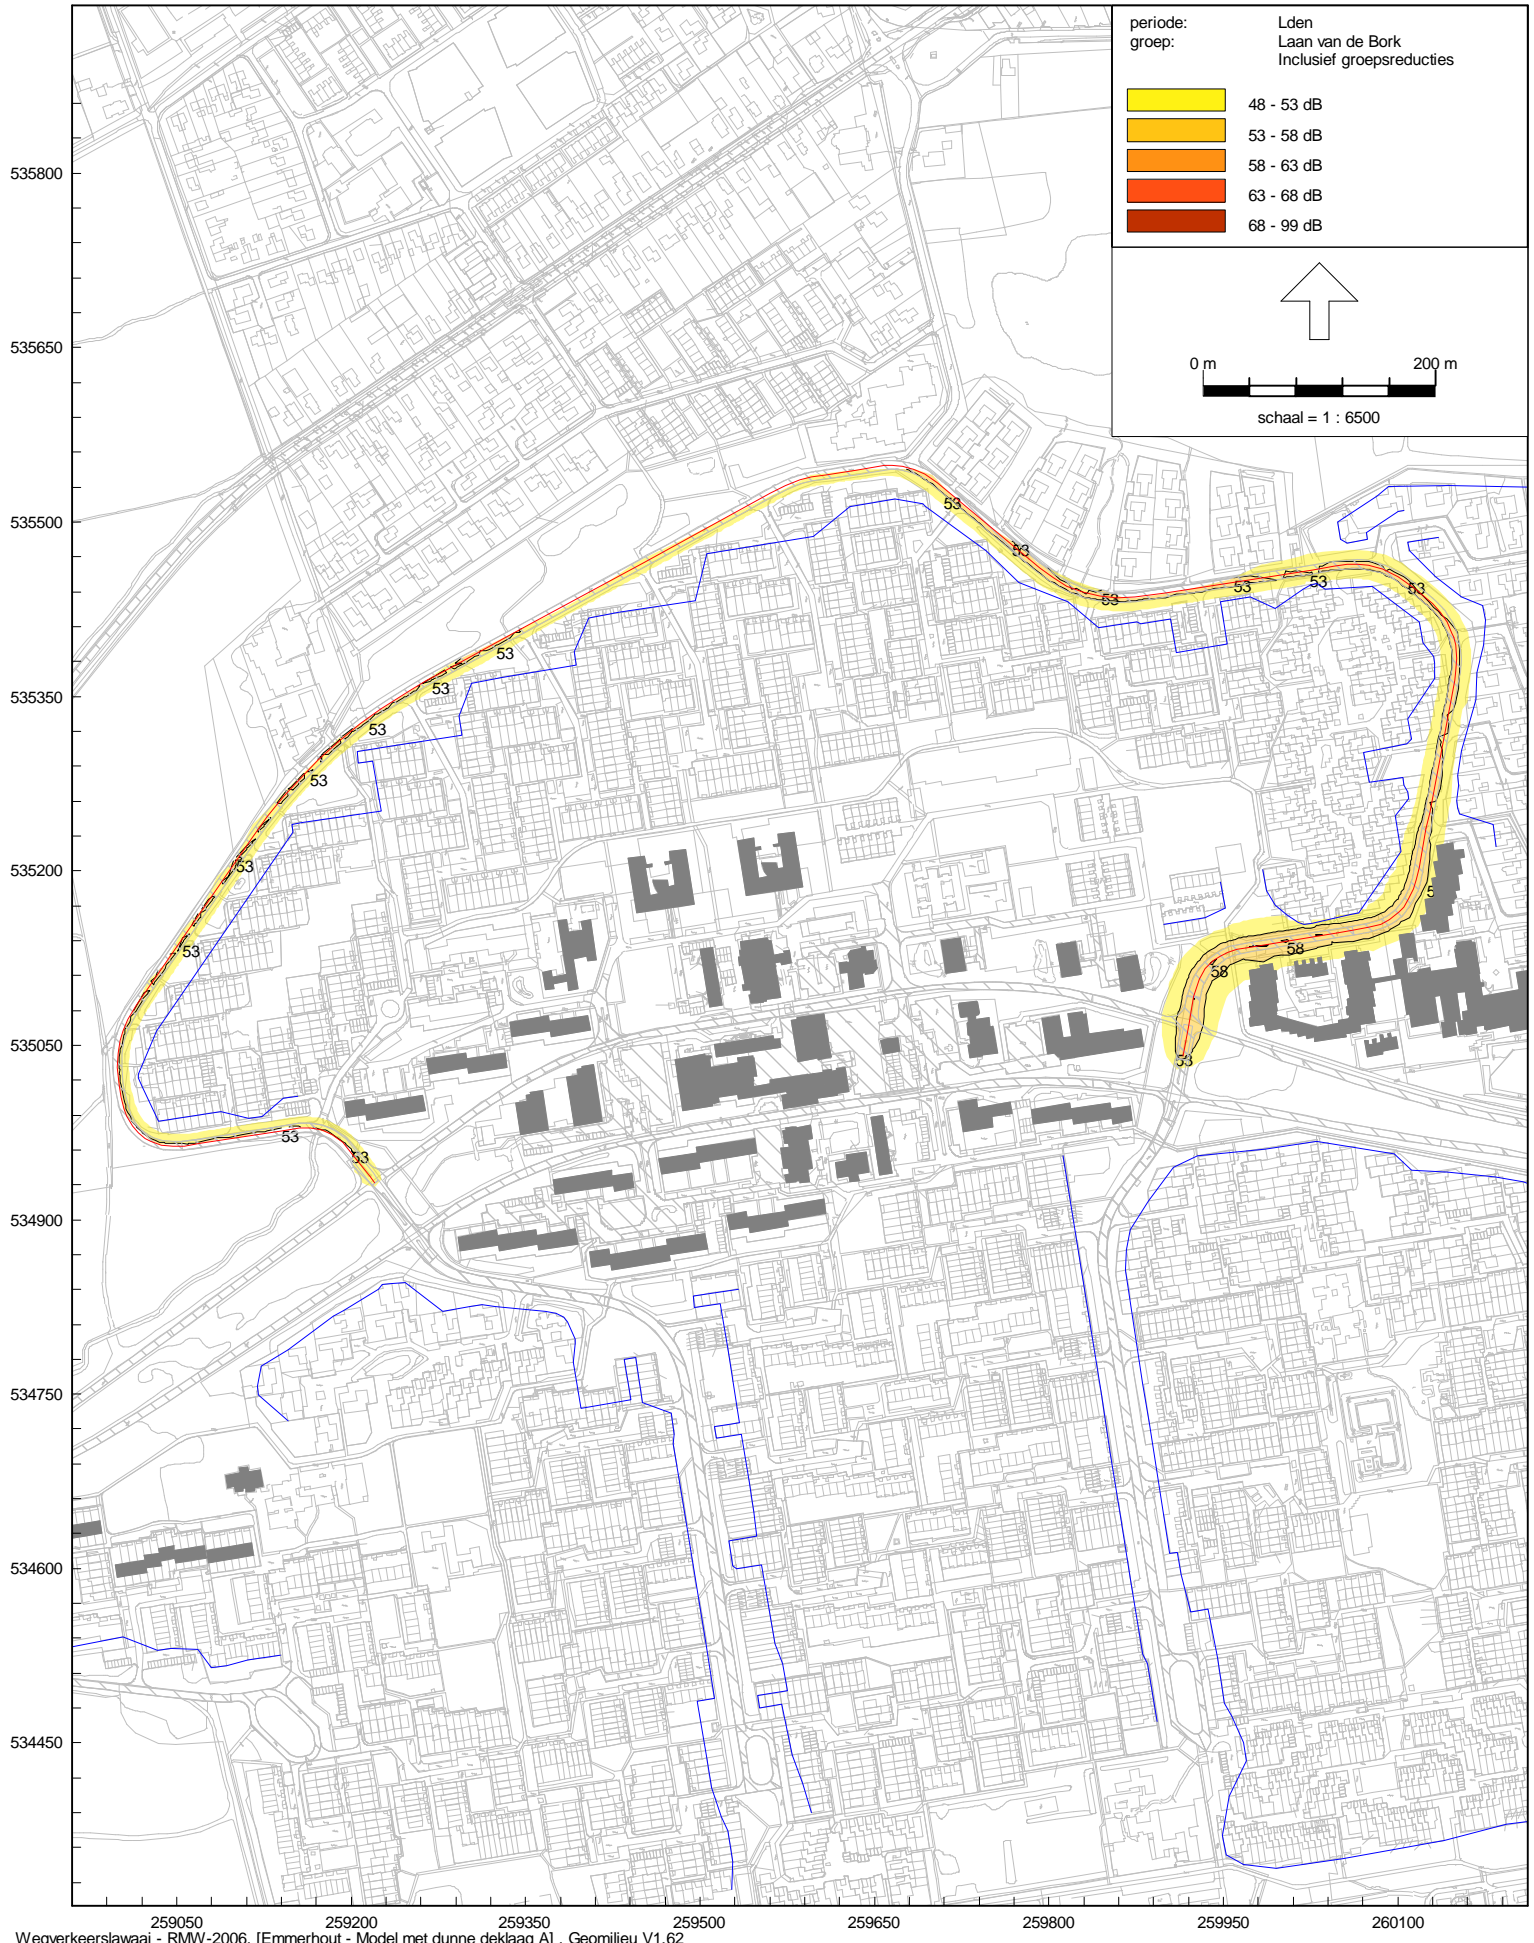 periode: Lden
groep: Laan van de Bork
Inclusief groepsreducties
48 - 53 dB
53 - 58 dB
58 - 63 dB
63 - 68 dB
68 - 99 dB
0 m 200 m
schaal = 1 : 6500
535800
535650
535500
535350
535200
535050
534900
534750
534600
534450
53
53
53
53
53
53
53
53
53
53
53
53
53
5
58
58
53
53
53
259050 259200 259350 259500 259650 259800 259950 260100
Wegverkeerslawaai - RMW-2006, [Emmerhout - Model met dunne deklaag A] , Geomilieu V1.62